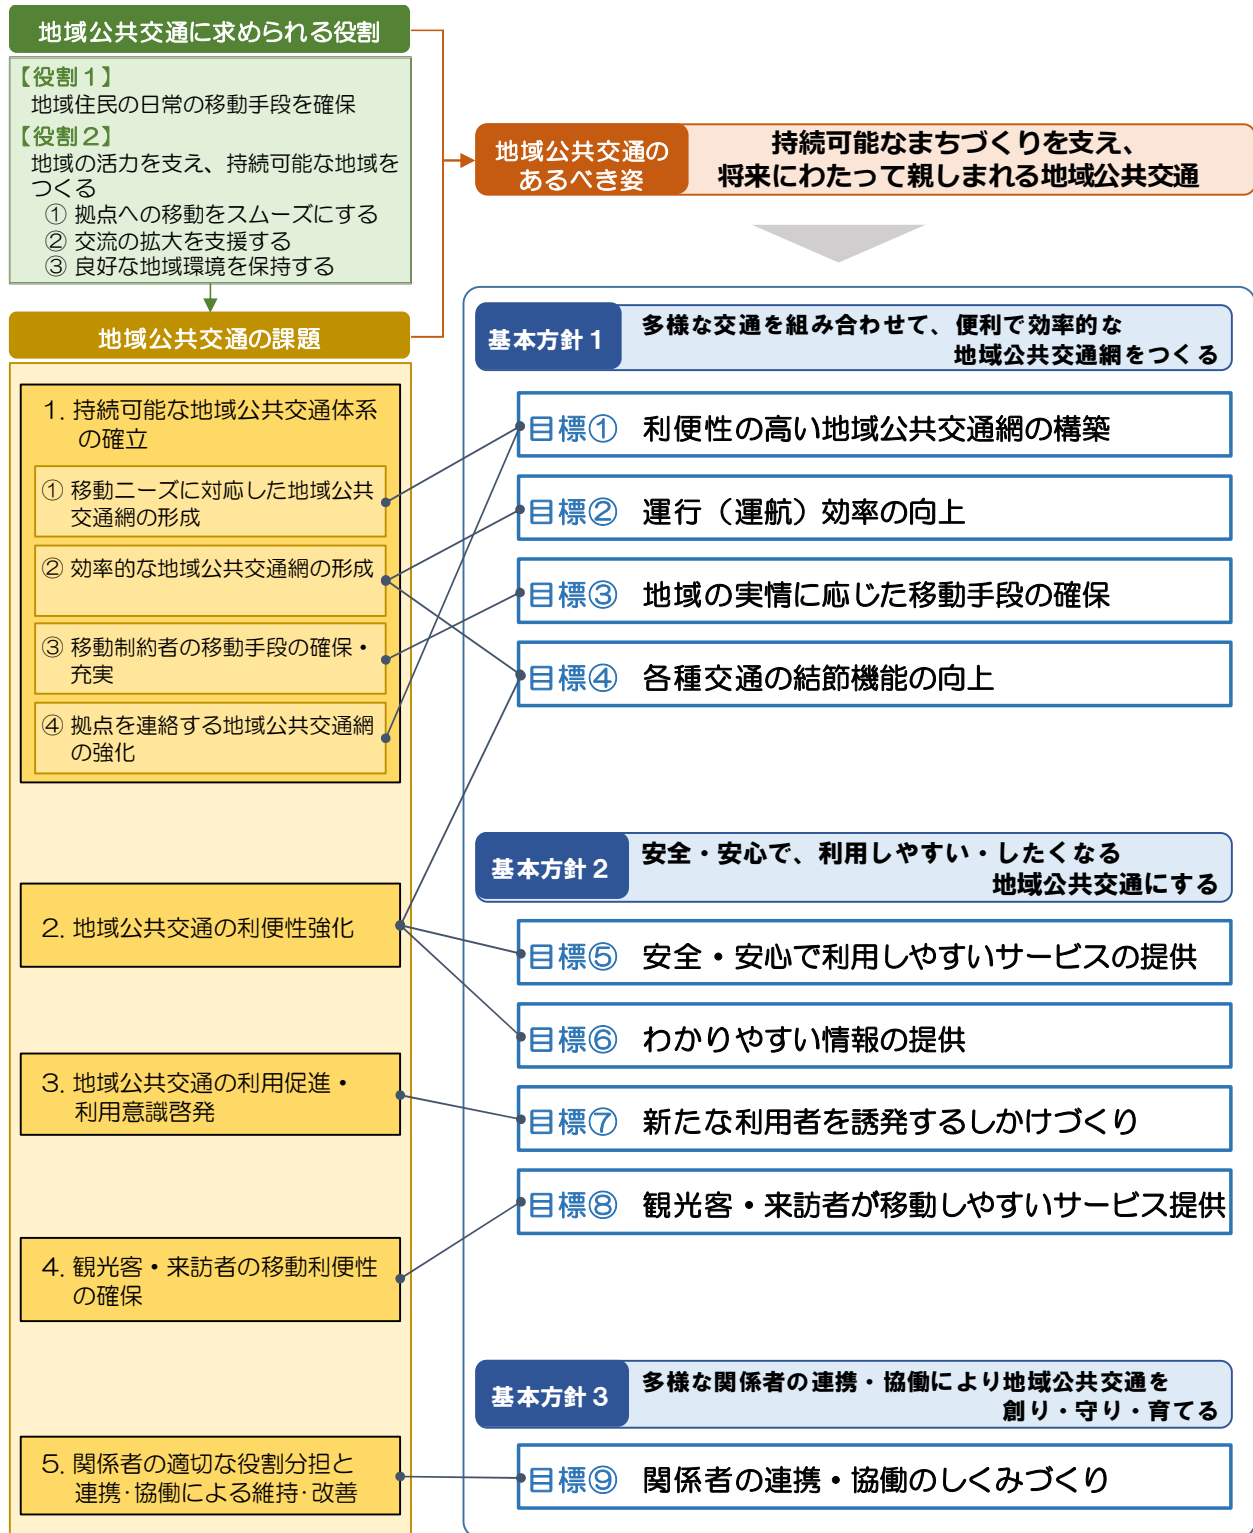 地域公共交通に求められる役割
【役割1】
地域住民の日常の移動手段を確保
【役割2】
地域の活力を支え、持続可能な地域を
つくる
① 拠点への移動をスムーズにする
② 交流の拡大を支援する
③ 良好な地域環境を保持する
地域公共交通の
あるべき姿
持続可能なまちづくりを支え、
将来にわたって親しまれる地域公共交通
地域公共交通の課題
1. 持続可能な地域公共交通体系
の確立
① 移動ニーズに対応した地域公共
交通網の形成
② 効率的な地域公共交通網の形成
③ 移動制約者の移動手段の確保・
充実
④ 拠点を連絡する地域公共交通網
の強化
2. 地域公共交通の利便性強化
3. 地域公共交通の利用促進・
利用意識啓発
4. 観光客・来訪者の移動利便性
の確保
5. 関係者の適切な役割分担と
連携・協働による維持・改善
基本方針1
多様な交通を組み合わせて、便利で効率的な
地域公共交通網をつくる
目標① 利便性の高い地域公共交通網の構築
目標② 運行（運航）効率の向上
目標③ 地域の実情に応じた移動手段の確保
目標④ 各種交通の結節機能の向上
基本方針2
安全・安心で、利用しやすい・したくなる
地域公共交通にする
目標⑤ 安全・安心で利用しやすいサービスの提供
目標⑥ わかりやすい情報の提供
目標⑦ 新たな利用者を誘発するしかけづくり
目標⑧ 観光客・来訪者が移動しやすいサービス提供
基本方針3
多様な関係者の連携・協働により地域公共交通を
創り・守り・育てる
目標⑨ 関係者の連携・協働のしくみづくり